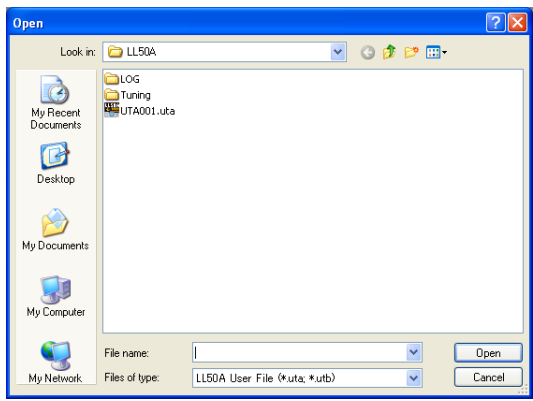 Open
Look in: LL50A
LOG
Tuning
UTA001.uta
My Recent
Documents
Desktop
My Documents
My Computer
My Network
File name:
Open
Files of type: LL50A User File (*.uta; *.utb)
Cancel